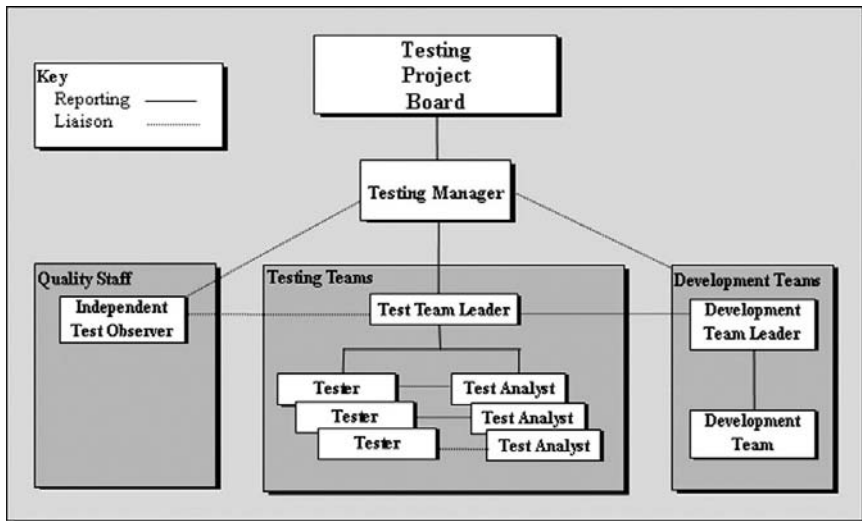 Testing
Project
Board
Key
Reporting
Liaison
Testing Manager
Quality Staff
Independent
Test Observer
Testing Teams
Test Team Leader
Tester
Test Analyst
Tester
Test Analyst
Tester
Test Analyst
Development Teams
Development
Team Leader
Development
Team